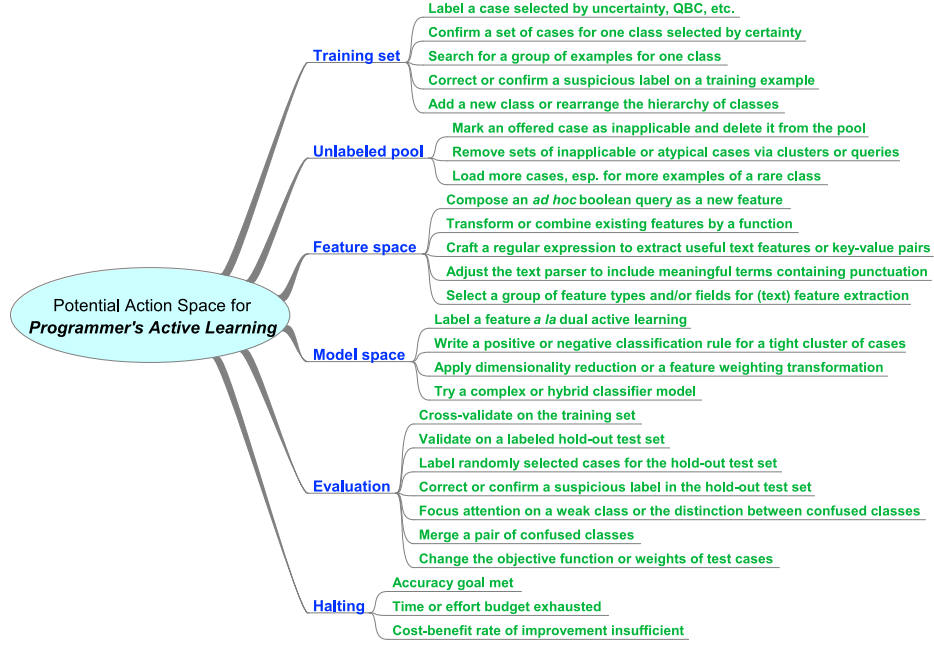 Label a case selected by uncertainty, QBC, etc.
Confirm a set of cases for one class selected by certainty
Training set
Search for a group of examples for one class
Correct or confirm a suspicious label on a training example
Add a new class or rearrange the hierarchy of classes
Mark an offered case as inapplicable and delete it from the pool
Unlabeled pool
Remove sets of inapplicable or atypical cases via clusters or queries
Load more cases, esp. for more examples of a rare class
Compose an ad hoc boolean query as a new feature
Transform or combine existing features by a function
Feature space
Craft a regular expression to extract useful text features or key-value pairs
Adjust the text parser to include meaningful terms containing punctuation
Select a group of feature types and/or fields for (text) feature extraction
Potential Action Space for
Programmer's Active Learning
Label a feature a la dual active learning
Write a positive or negative classification rule for a tight cluster of cases
Model space
Apply dimensionality reduction or a feature weighting transformation
Try a complex or hybrid classifier model
Cross-validate on the training set
Validate on a labeled hold-out test set
Label randomly selected cases for the hold-out test set
Evaluation
Correct or confirm a suspicious label in the hold-out test set
Focus attention on a weak class or the distinction between confused classes
Merge a pair of confused classes
Change the objective function or weights of test cases
Accuracy goal met
Halting
Time or effort budget exhausted
Cost-benefit rate of improvement insufficient